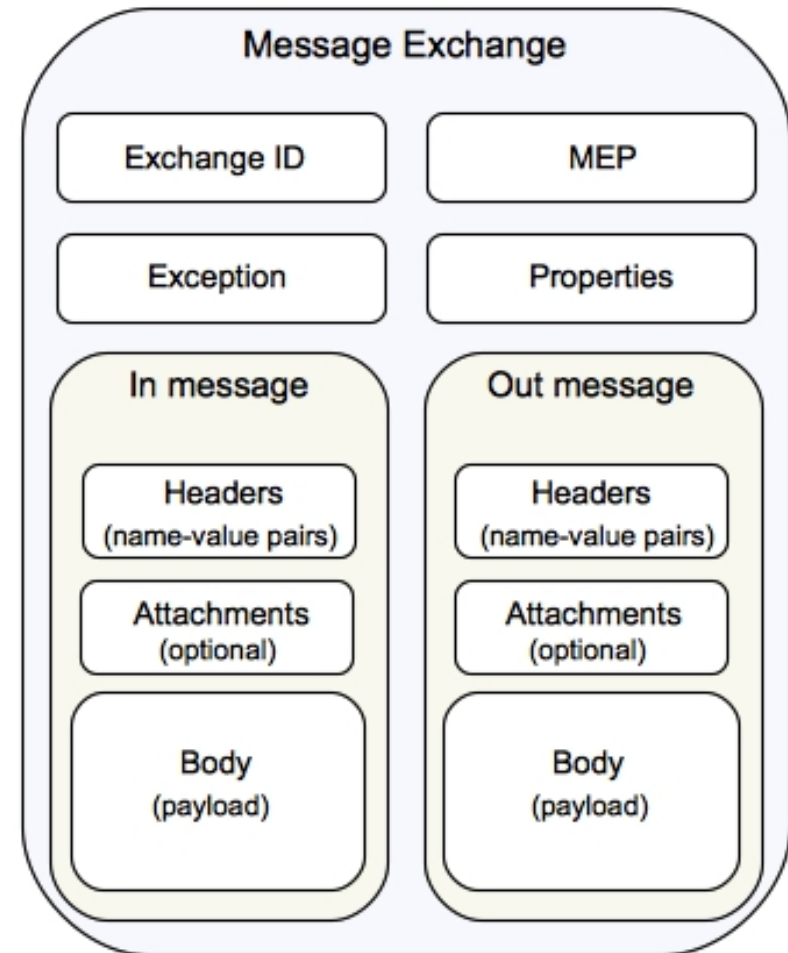 Message Exchange
Exchange ID
MEP
Exception
Properties
In message
Headers
(name-value pairs)
Attachments
(optional)
Body
(payload)
Out message
Headers
(name-value pairs)
Attachments
(optional)
Body
(payload)